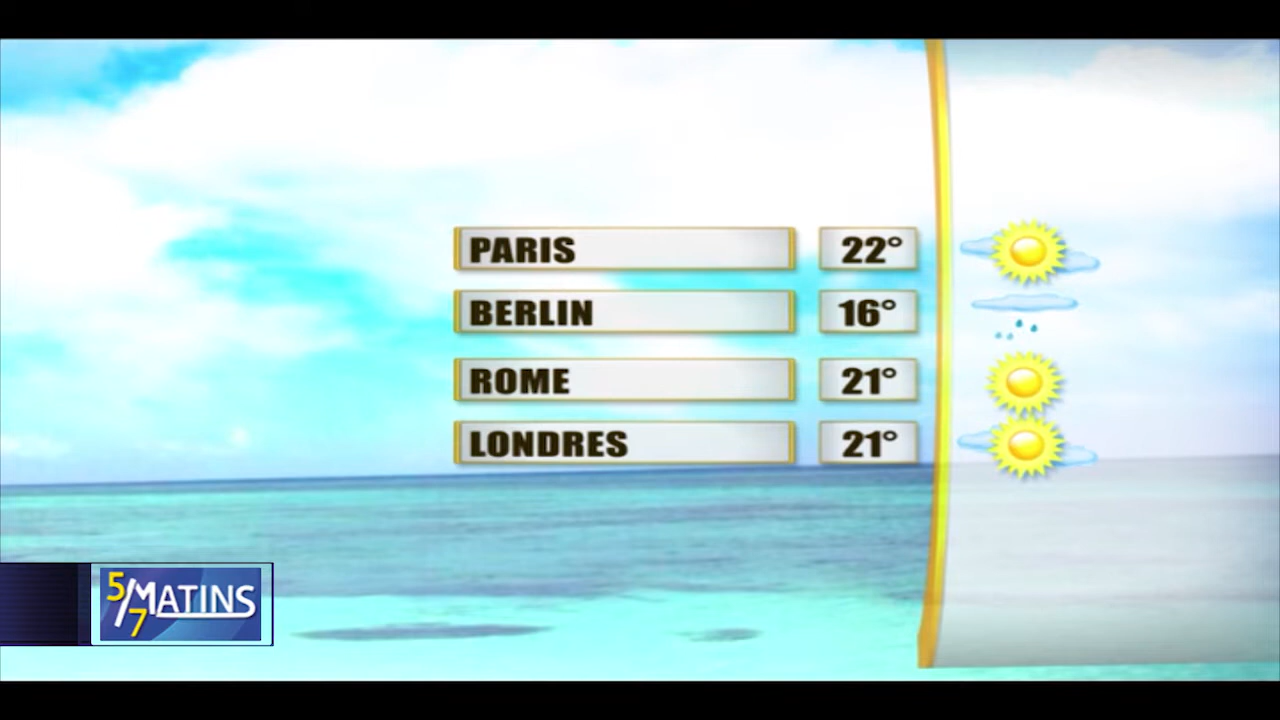 PARIS 22°
BERLIN 16°
ROME 21°
LONDRES 21°
5/7 MATINS